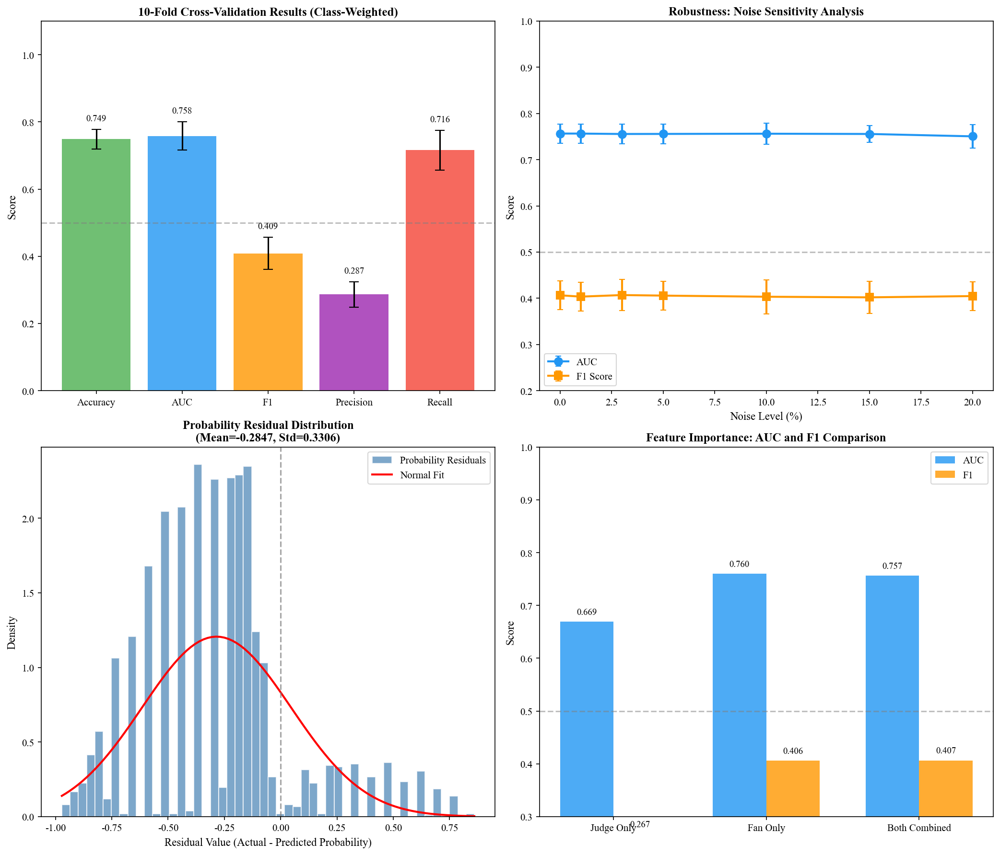 10-Fold Cross-Validation Results (Class-Weighted)
1.0
0.8
0.6
0.4
0.2
0.0
Score
0.749
0.758
0.409
0.287
0.716
Accuracy
AUC
F1
Precision
Recall
Robustness: Noise Sensitivity Analysis
1.0
0.9
0.8
0.7
0.6
0.5
0.4
0.3
0.2
Score
AUC
F1 Score
0.0
2.5
5.0
7.5
10.0
12.5
15.0
17.5
20.0
Noise Level (%)
Probability Residual Distribution
(Mean=-0.2847, Std=0.3306)
Probability Residuals
Normal Fit
2.0
1.5
1.0
0.5
0.0
Density
-1.00
-0.75
-0.50
-0.25
0.00
0.25
0.50
0.75
Residual Value (Actual - Predicted Probability)
Feature Importance: AUC and F1 Comparison
AUC
F1
1.0
0.9
0.8
0.7
0.6
0.5
0.4
0.3
Score
0.669
0.760
0.757
0.406
0.407
0.267
Judge Only
Fan Only
Both Combined